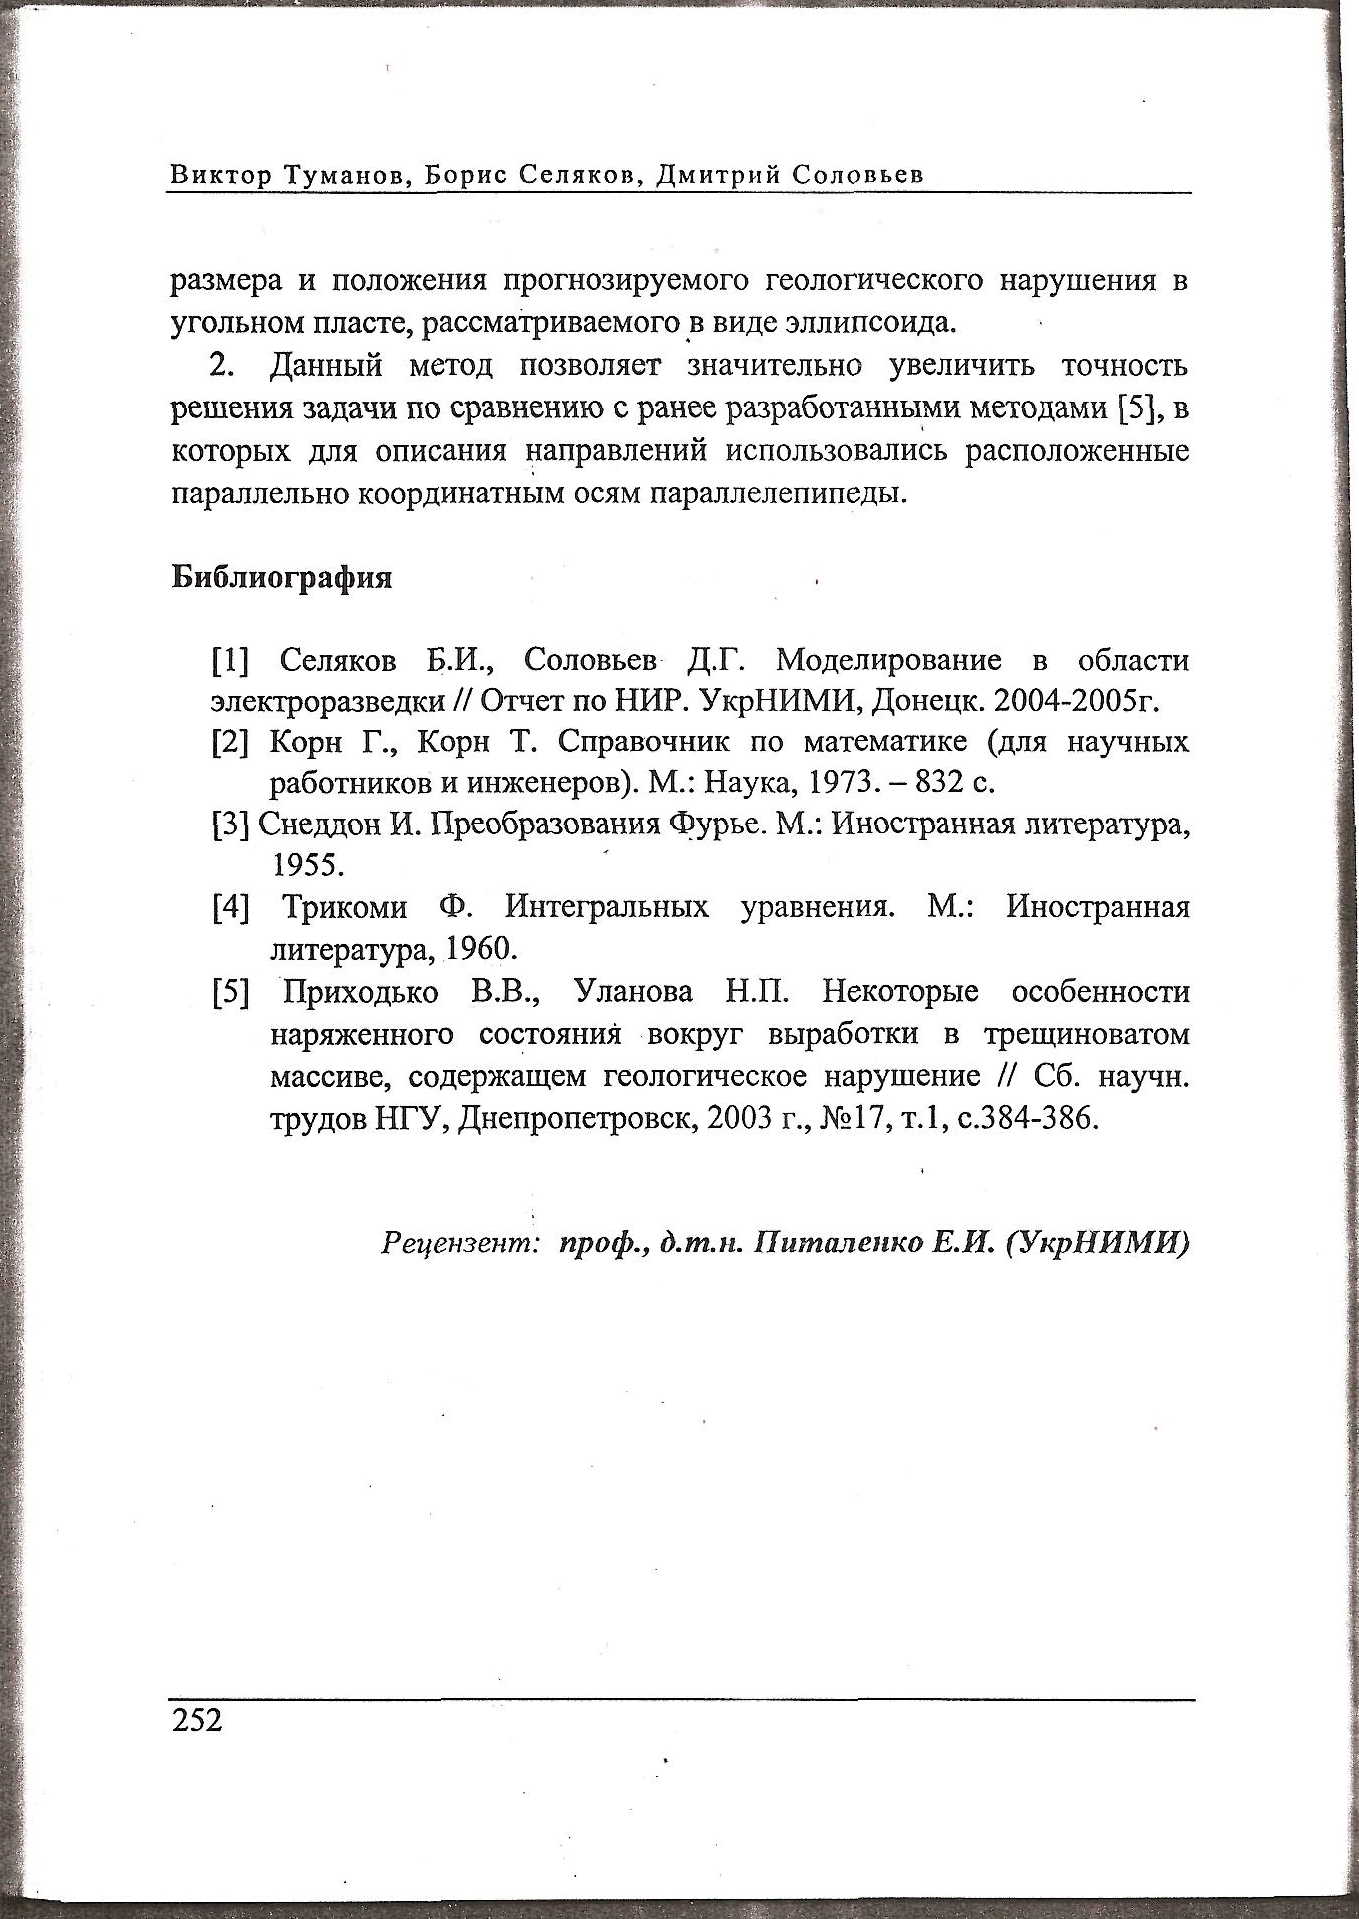 Виктор Туманов, Борис Селяков, Дмитрий Соловьев
размера и положения прогнозируемого геологического нарушения в
угольном пласте, рассматриваемого в виде эллипсоида.
2. Данный метод позволяет значительно увеличить точность
решения задачи по сравнению с ранее разработанными методами [5], в
которых для описания направлений использовались расположенные
параллельно координатным осям параллелепипеды.
Библиография
[1] Селяков Б.И., Соловьев Д.Г. Моделирование в области
электроразведки // Отчет по НИР. УкрНИМИ, Донецк. 2004-2005г.
[2] Корн Г., Корн Т. Справочник по математике (для научных
работников и инженеров). М.: Наука, 1973. – 832 с.
[3] Снеддон И. Преобразования Фурье. М.: Иностранная литература,
1955.
[4] Трикоми Ф. Интегральных уравнения. М.: Иностранная
литература, 1960.
[5] Приходько В.В., Уланова Н.П. Некоторые особенности
наряженного состояния вокруг выработки в трещиноватом
массиве, содержащем геологическое нарушение // Сб. научн.
трудов НГУ, Днепропетровск, 2003 г., №17, т.1, с.384-386.
Рецензент: проф., д.т.н. Питаленко Е.И. (УкрНИМИ)
252